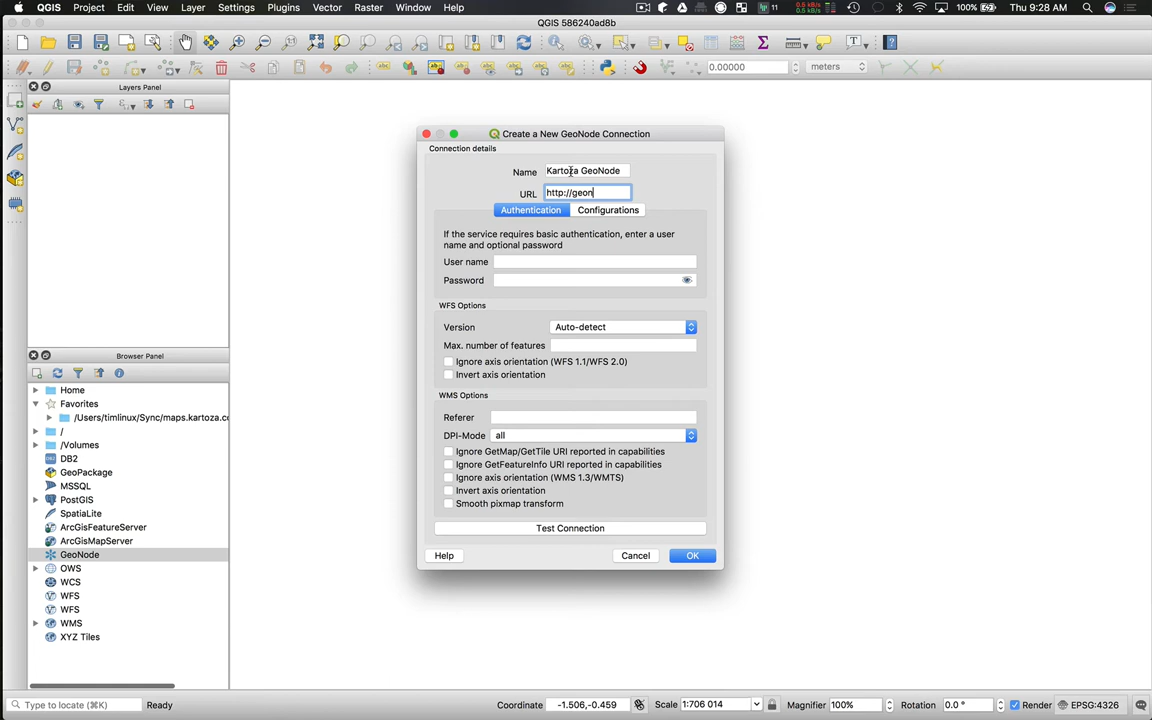 QGIS Project Edit View Layer Settings Plugins Vector Raster Window Help 11 0.5 kB/s 100% Thu 9:28 AM
QGIS 586240ad8b
0.00000 meters
Layers Panel
Create a New GeoNode Connection
Connection details
Name Kartoza GeoNode
URL http://geon
Authentication Configurations
If the service requires basic authentication, enter a user
name and optional password
User name
Password
WFS Options
Version Auto-detect
Max. number of features
Ignore axis orientation (WFS 1.1/WFS 2.0)
Invert axis orientation
WMS Options
Referer
DPI-Mode all
Ignore GetMap/GetTile URI reported in capabilities
Ignore GetFeatureInfo URI reported in capabilities
Ignore axis orientation (WMS 1.3/WMTS)
Invert axis orientation
Smooth pixmap transform
Test Connection
Help Cancel OK
Browser Panel
Home
Favorites
/Users/timlinux/Sync/maps.kartoza.co
/
/Volumes
DB2
GeoPackage
MSSQL
PostGIS
SpatiaLite
ArcGisFeatureServer
ArcGisMapServer
GeoNode
OWS
WCS
WFS
WFS
WMS
XYZ Tiles
Type to locate (⌘K) Ready Coordinate -1.506,-0.459 Scale 1:706 014 Magnifier 100% Rotation 0.0 ° Render EPSG:4326